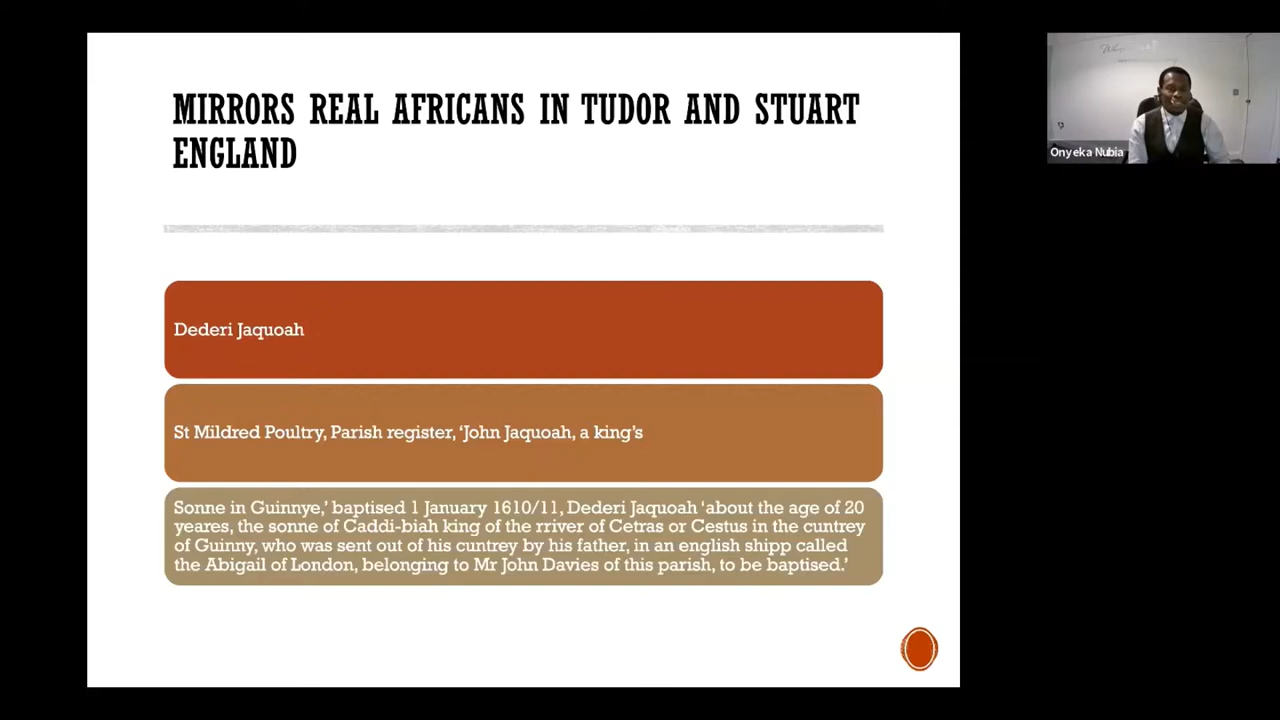 MIRRORS REAL AFRICANS IN TUDOR AND STUART
ENGLAND
Dederi Jaquoah
St Mildred Poultry, Parish register, ‘John Jaquoah, a king’s
Sonne in Guinnye,’ baptised 1 January 1610/11, Dederi Jaquoah ‘about the age of 20
yeares, the sonne of Caddi-biah king of the rriver of Cetras or Cestus in the cuntrey
of Guinny, who was sent out of his cuntrey by his father, in an english shipp called
the Abigail of London, belonging to Mr John Davies of this parish, to be baptised.’
Onyeka Nubia